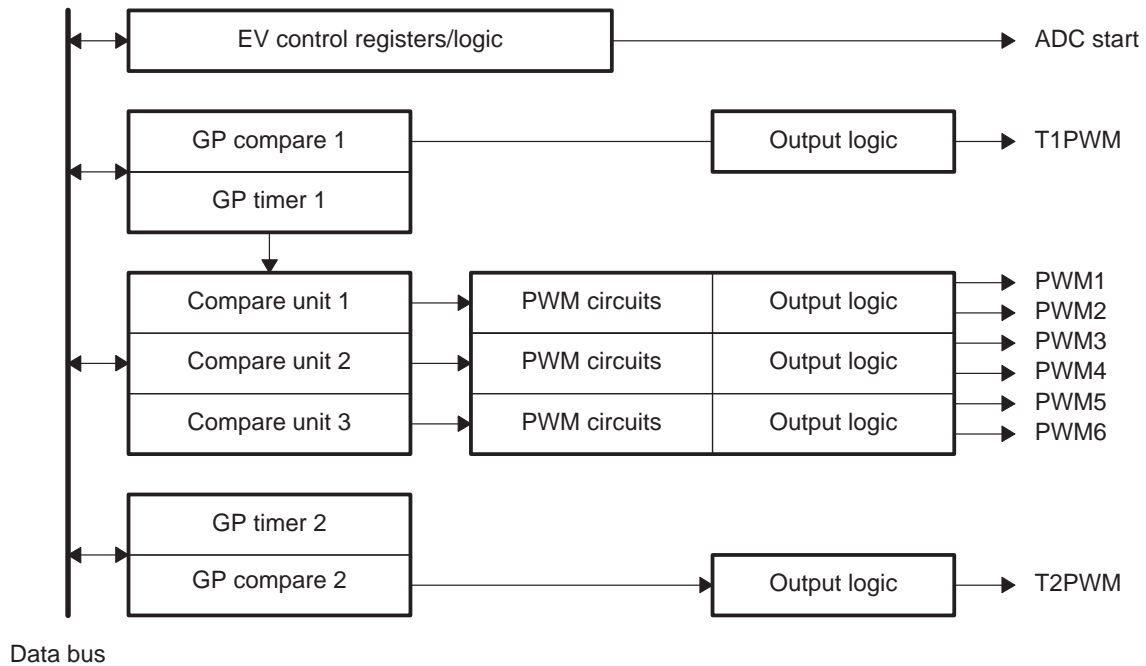 EV control registers/logic
ADC start
GP compare 1
Output logic
T1PWM
GP timer 1
Compare unit 1
PWM circuits
Output logic
PWM1
PWM2
Compare unit 2
PWM circuits
Output logic
PWM3
PWM4
Compare unit 3
PWM circuits
Output logic
PWM5
PWM6
GP timer 2
GP compare 2
Output logic
T2PWM
Data bus